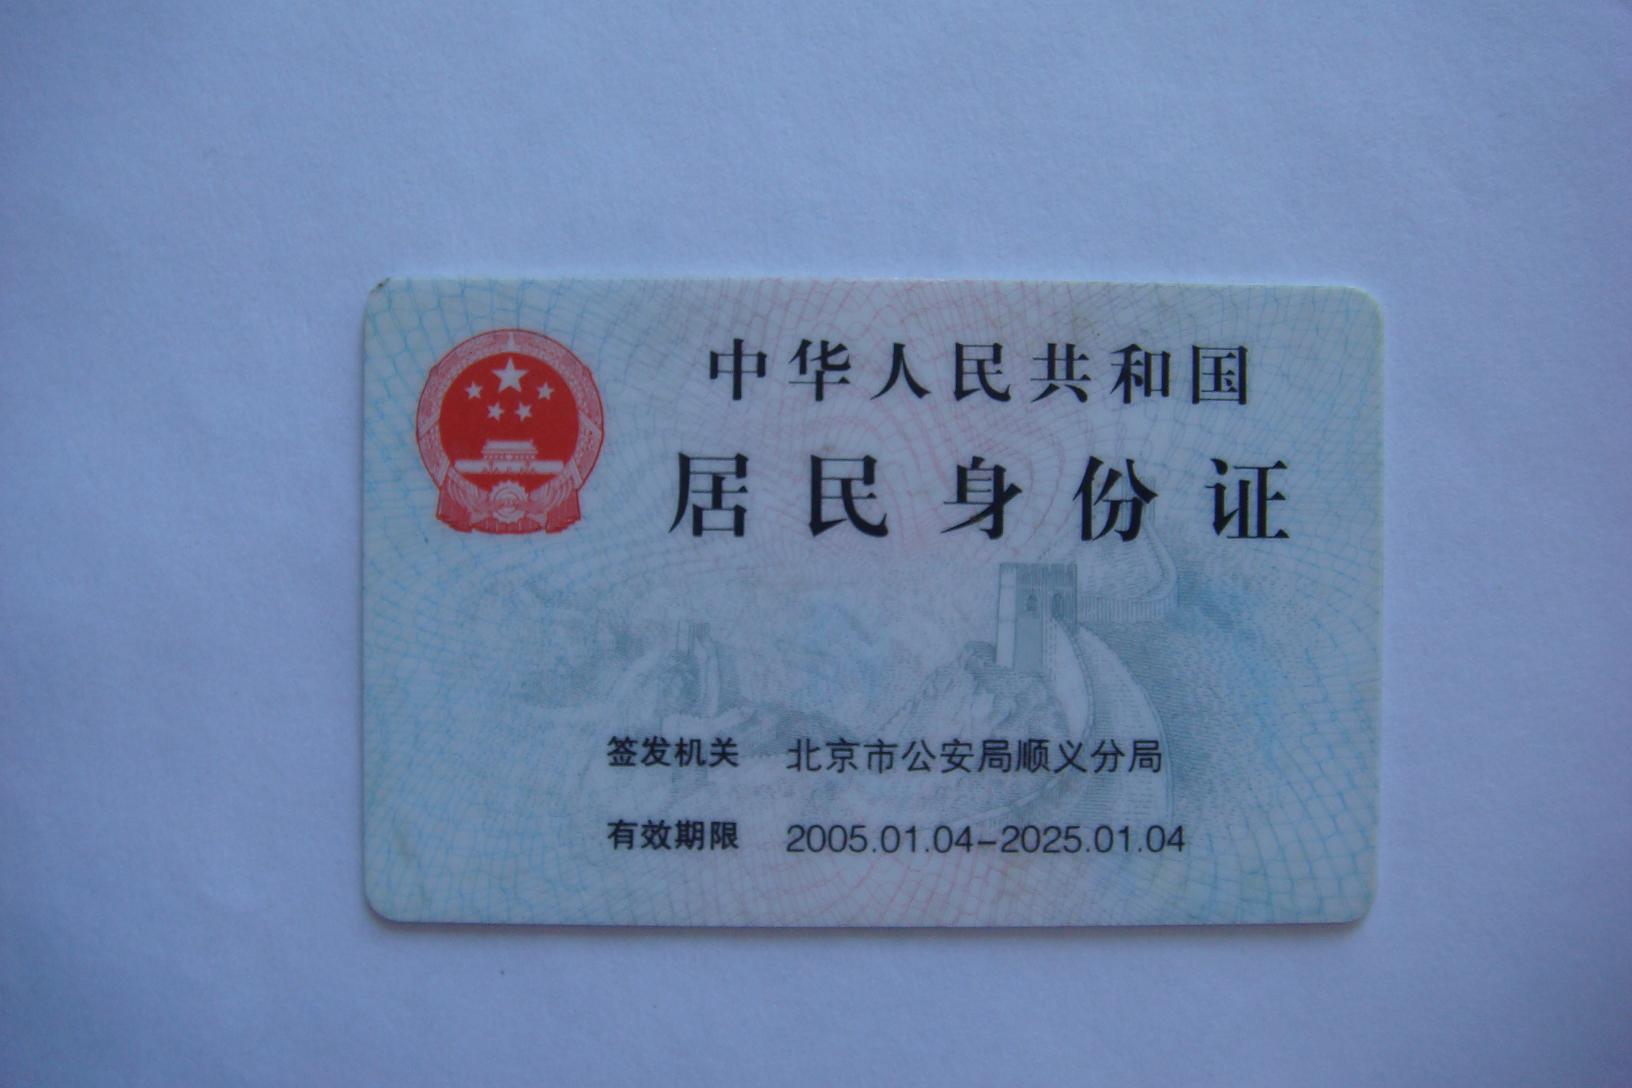 中华人民共和国
居民身份证
签发机关 北京市公安局顺义分局
有效期限 2005.01.04-2025.01.04